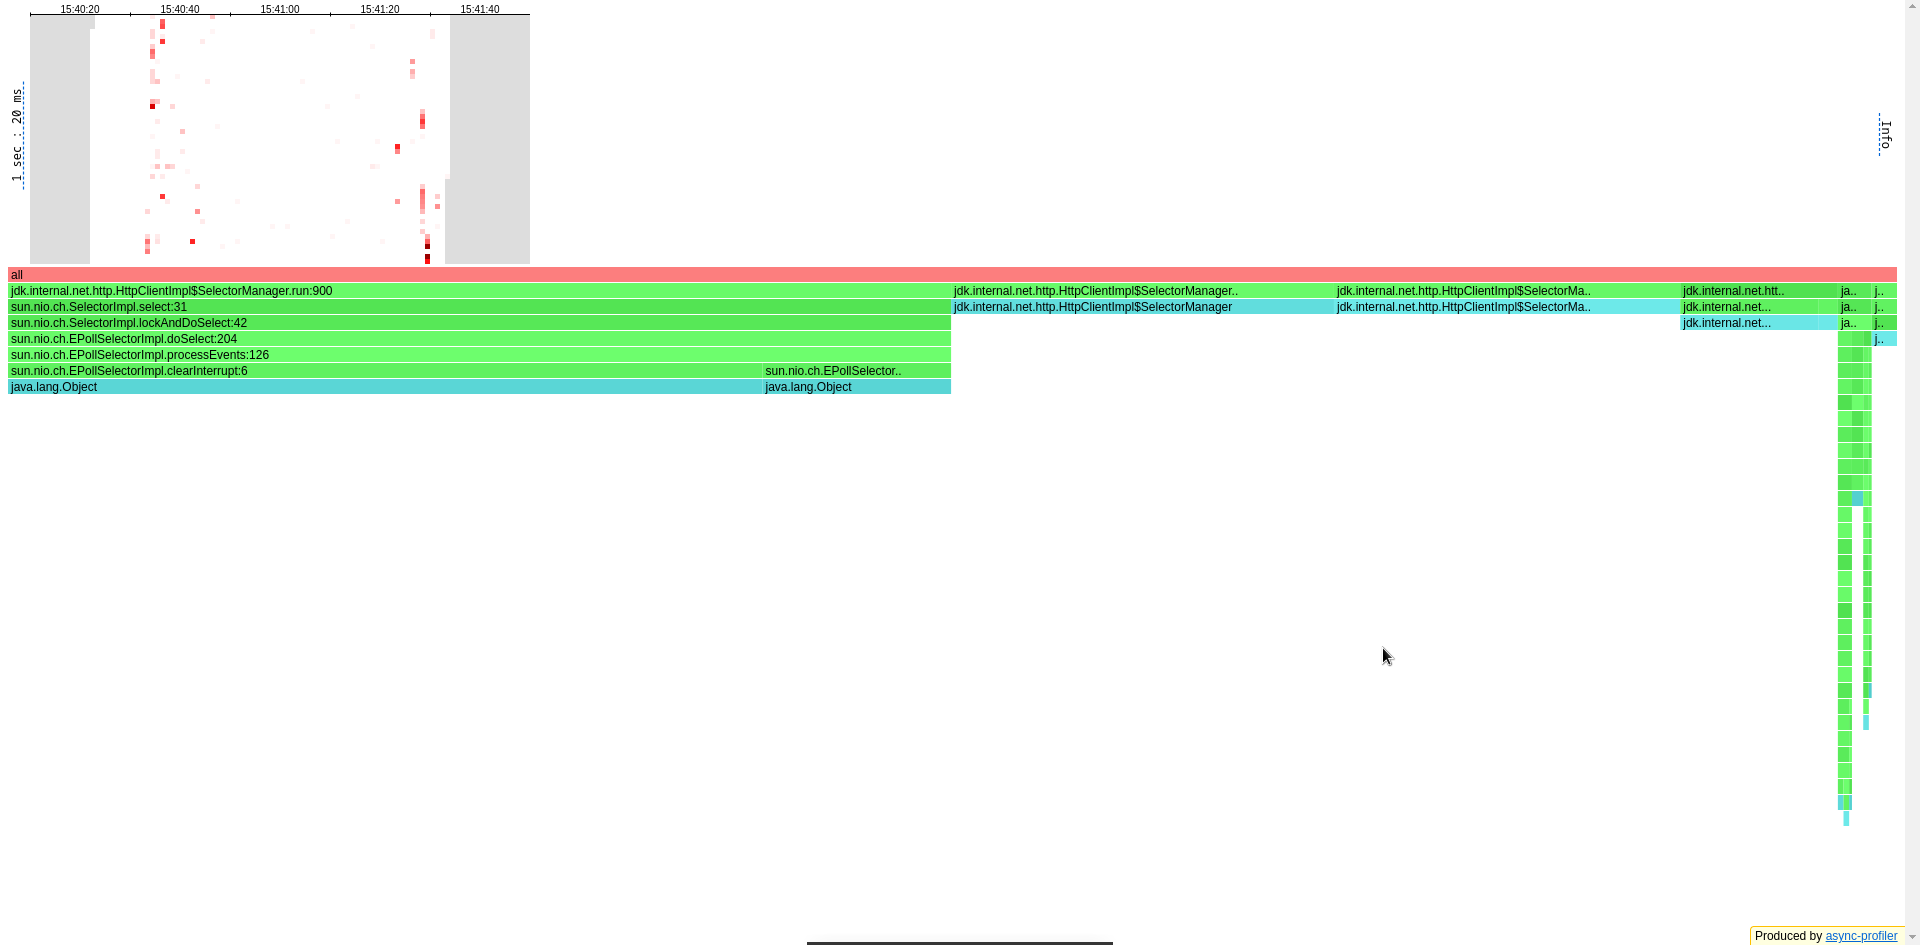 15:40:20 15:40:40 15:41:00 15:41:20 15:41:40
1 sec : 20 ms
Info
all
jdk.internal.net.http.HttpClientImpl$SelectorManager.run:900 jdk.internal.net.http.HttpClientImpl$SelectorManager.. jdk.internal.net.http.HttpClientImpl$SelectorMa.. jdk.internal.net.htt.. ja.. j..
sun.nio.ch.SelectorImpl.select:31 jdk.internal.net.http.HttpClientImpl$SelectorManager jdk.internal.net.http.HttpClientImpl$SelectorMa.. jdk.internal.net... ja.. j..
sun.nio.ch.SelectorImpl.lockAndDoSelect:42 jdk.internal.net... ja.. j..
sun.nio.ch.EPollSelectorImpl.doSelect:204 j..
sun.nio.ch.EPollSelectorImpl.processEvents:126
sun.nio.ch.EPollSelectorImpl.clearInterrupt:6 sun.nio.ch.EPollSelector..
java.lang.Object java.lang.Object
Produced by async-profiler